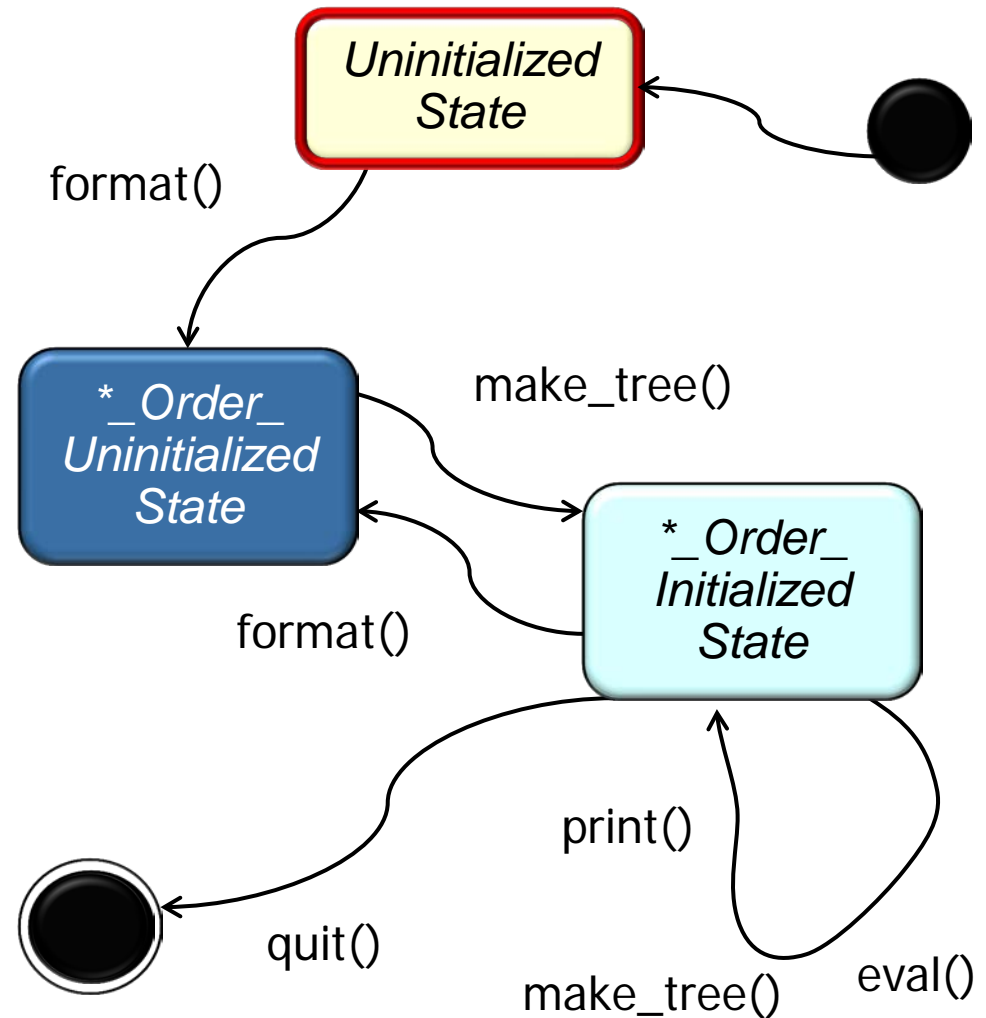 Uninitialized
State
format()
*_Order_
Uninitialized
State
make_tree()
*_Order_
Initialized
State
format()
print()
quit()
make_tree()
eval()